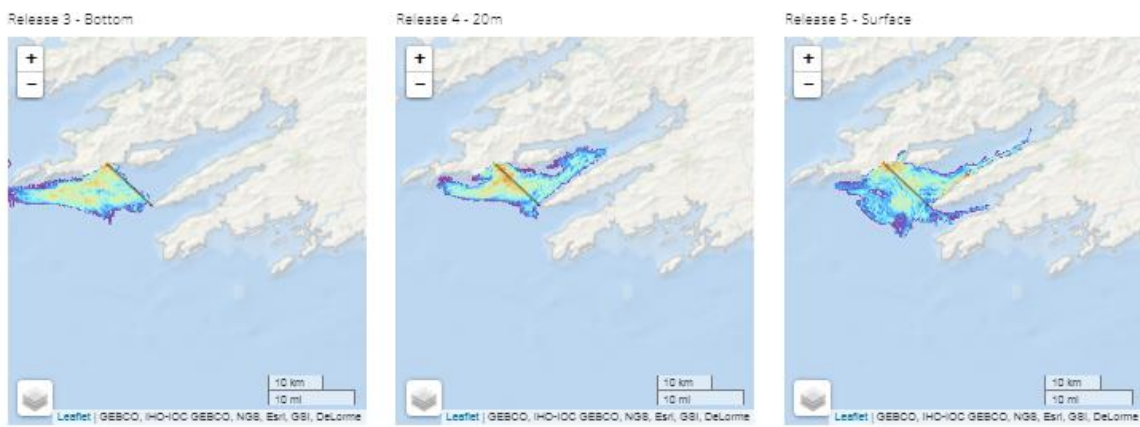 Release 3 - Bottom
Release 4 - 20m
Release 5 - Surface
+
−
+
−
+
−
10 km
10 mi
10 km
10 mi
10 km
10 mi
Leaflet | GEBCO, IHO-IOC GEBCO, NGS, Esri, GSI, DeLorme
Leaflet | GEBCO, IHO-IOC GEBCO, NGS, Esri, GSI, DeLorme
Leaflet | GEBCO, IHO-IOC GEBCO, NGS, Esri, GSI, DeLorme